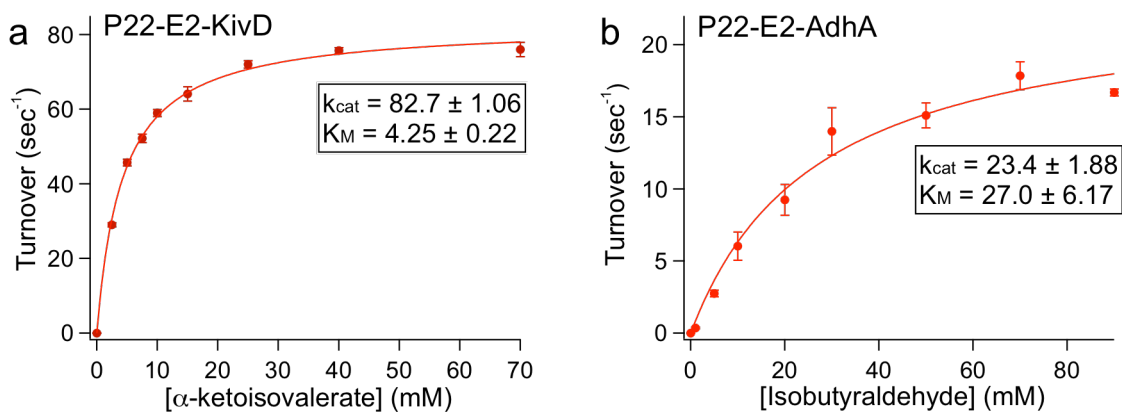 a
P22-E2-KivD
80
60
40
20
0
Turnover (sec⁻¹)
kcat = 82.7 ± 1.06
KM = 4.25 ± 0.22
0 10 20 30 40 50 60 70
[α-ketoisovalerate] (mM)
b
P22-E2-AdhA
20
15
10
5
0
Turnover (sec⁻¹)
kcat = 23.4 ± 1.88
KM = 27.0 ± 6.17
0 20 40 60 80
[Isobutyraldehyde] (mM)